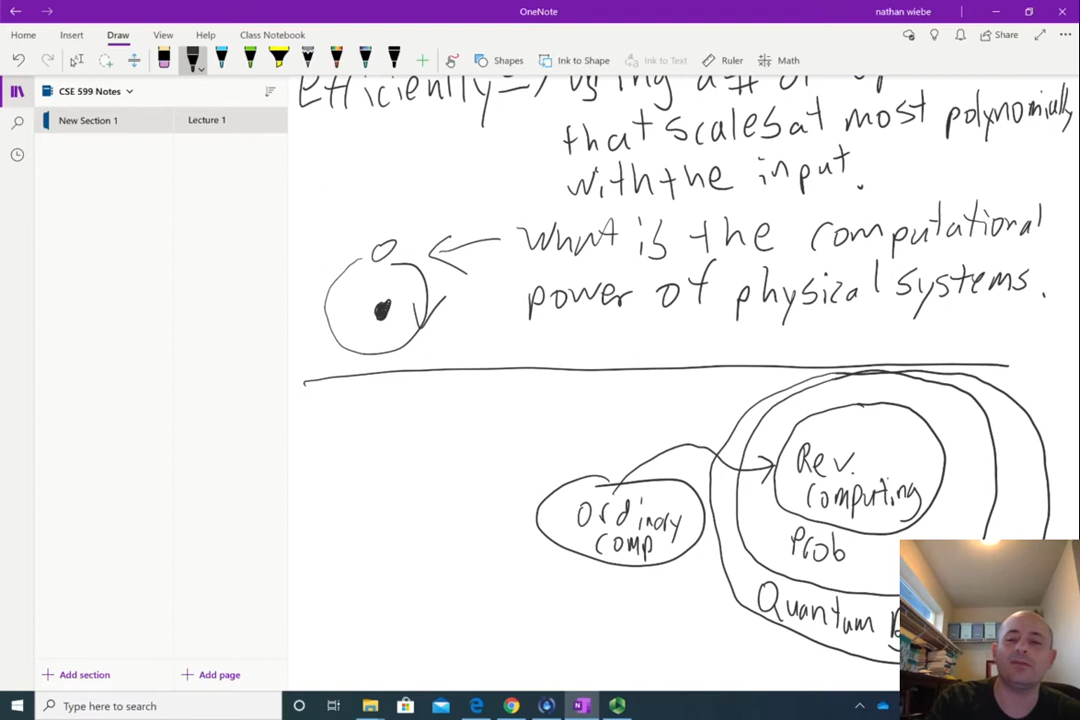 OneNote
nathan wiebe
Home
Insert
Draw
View
Help
Class Notebook
Share
Shapes
Ink to Shape
Ink to Text
Ruler
Math
CSE 599 Notes
New Section 1
Lecture 1
Efficiently => using a # of
that scales at most polynomially
with the input.
What is the computational
power of physical systems.
Rev.
computing
Ordinary
comp
Prob
Quantum
Add section
Add page
Type here to search